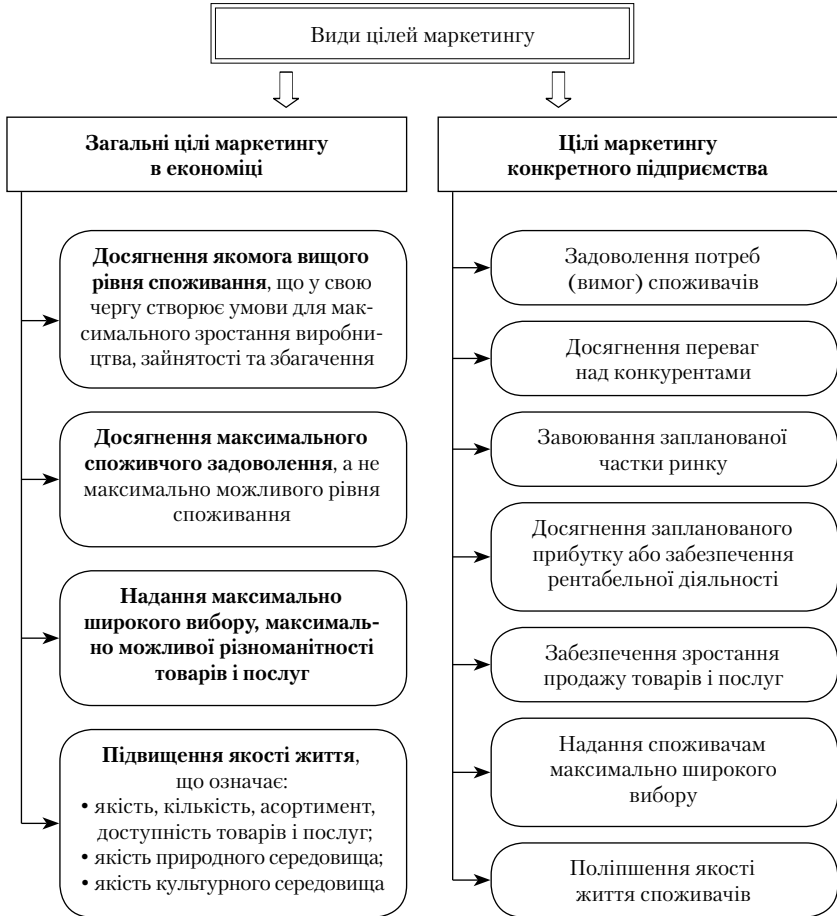 Види цілей маркетингу
Загальні цілі маркетингу
в економіці
Досягнення якомога вищого
рівня споживання, що у свою
чергу створює умови для мак-
симального зростання виробни-
цтва, зайнятості та збагачення
Досягнення максимального
споживчого задоволення, а не
максимально можливого рівня
споживання
Надання максимально
широкого вибору, максималь-
но можливої різноманітності
товарів і послуг
Підвищення якості життя,
що означає:
• якість, кількість, асортимент,
доступність товарів і послуг;
• якість природного середовища;
• якість культурного середовища
Цілі маркетингу
конкретного підприємства
Задоволення потреб
(вимог) споживачів
Досягнення переваг
над конкурентами
Завоювання запланованої
частки ринку
Досягнення запланованого
прибутку або забезпечення
рентабельної діяльності
Забезпечення зростання
продажу товарів і послуг
Надання споживачам
максимально широкого
вибору
Поліпшення якості
життя споживачів